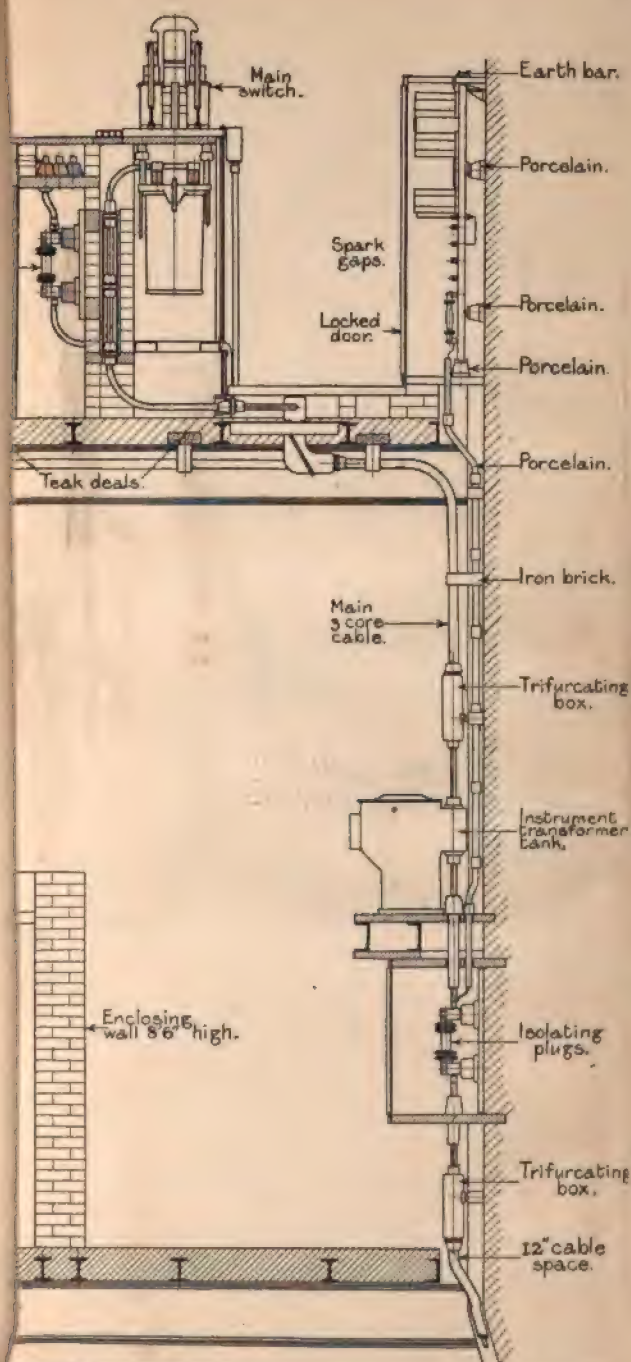 Main
switch.
Earth bar.
Porcelain.
Spark
gaps.
Porcelain.
Locked
door.
Porcelain.
Porcelain.
Teak deals.
Iron brick.
Main
3 core
cable.
Trifurcating
box.
Instrument
transformer
tank.
Enclosing
wall 8'6" high.
Isolating
plugs.
Trifurcating
box.
12" cable
space.